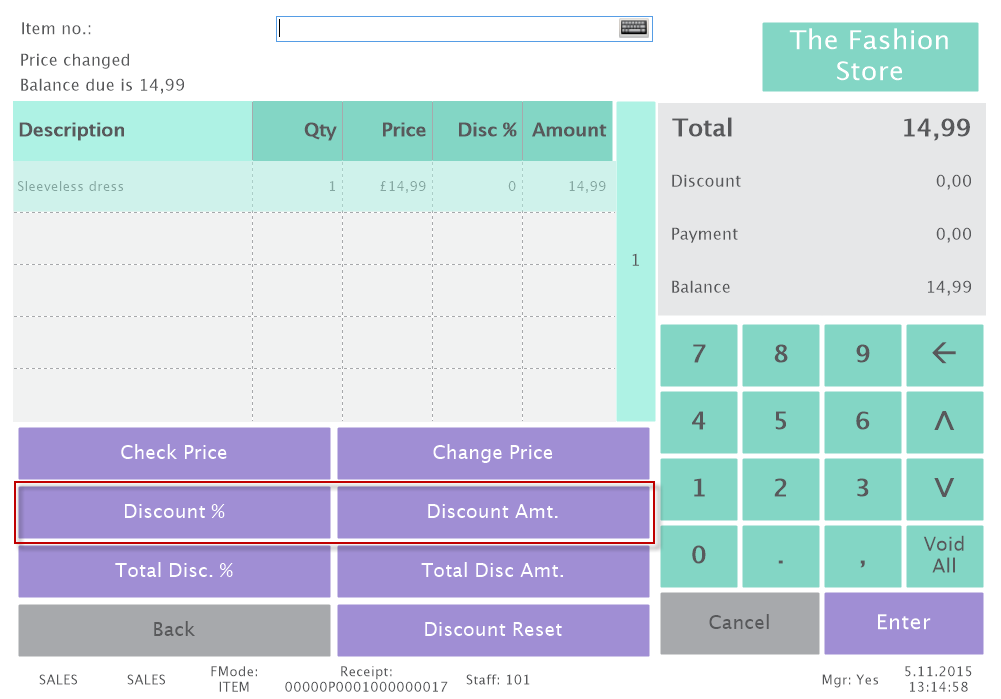 Item no.:
Price changed
Balance due is 14,99
The Fashion
Store
Description Qty Price Disc % Amount
Sleeveless dress 1 £14,99 0 14,99
1
Total 14,99
Discount 0,00
Payment 0,00
Balance 14,99
7 8 9 ←
4 5 6 Λ
1 2 3 V
0 . , Void All
Cancel Enter
Check Price Change Price
Discount % Discount Amt.
Total Disc. % Total Disc Amt.
Back Discount Reset
SALES SALES FMode: ITEM Receipt: 00000P0001000000017 Staff: 101 Mgr: Yes 5.11.2015 13:14:58